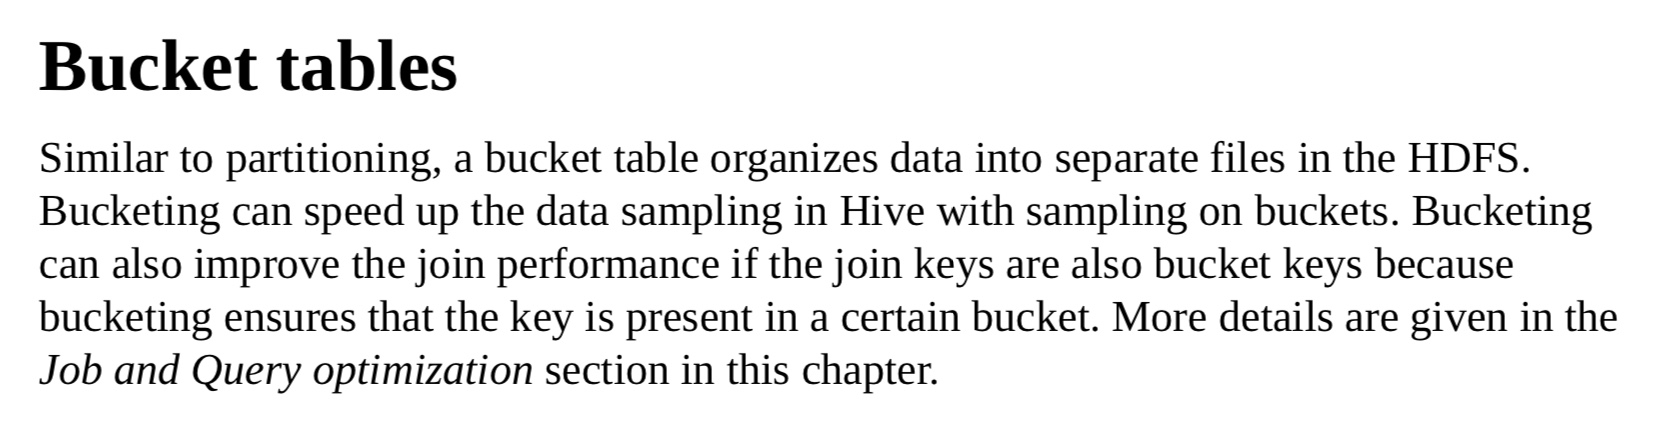 Bucket tables
Similar to partitioning, a bucket table organizes data into separate files in the HDFS.
Bucketing can speed up the data sampling in Hive with sampling on buckets. Bucketing
can also improve the join performance if the join keys are also bucket keys because
bucketing ensures that the key is present in a certain bucket. More details are given in the
Job and Query optimization section in this chapter.